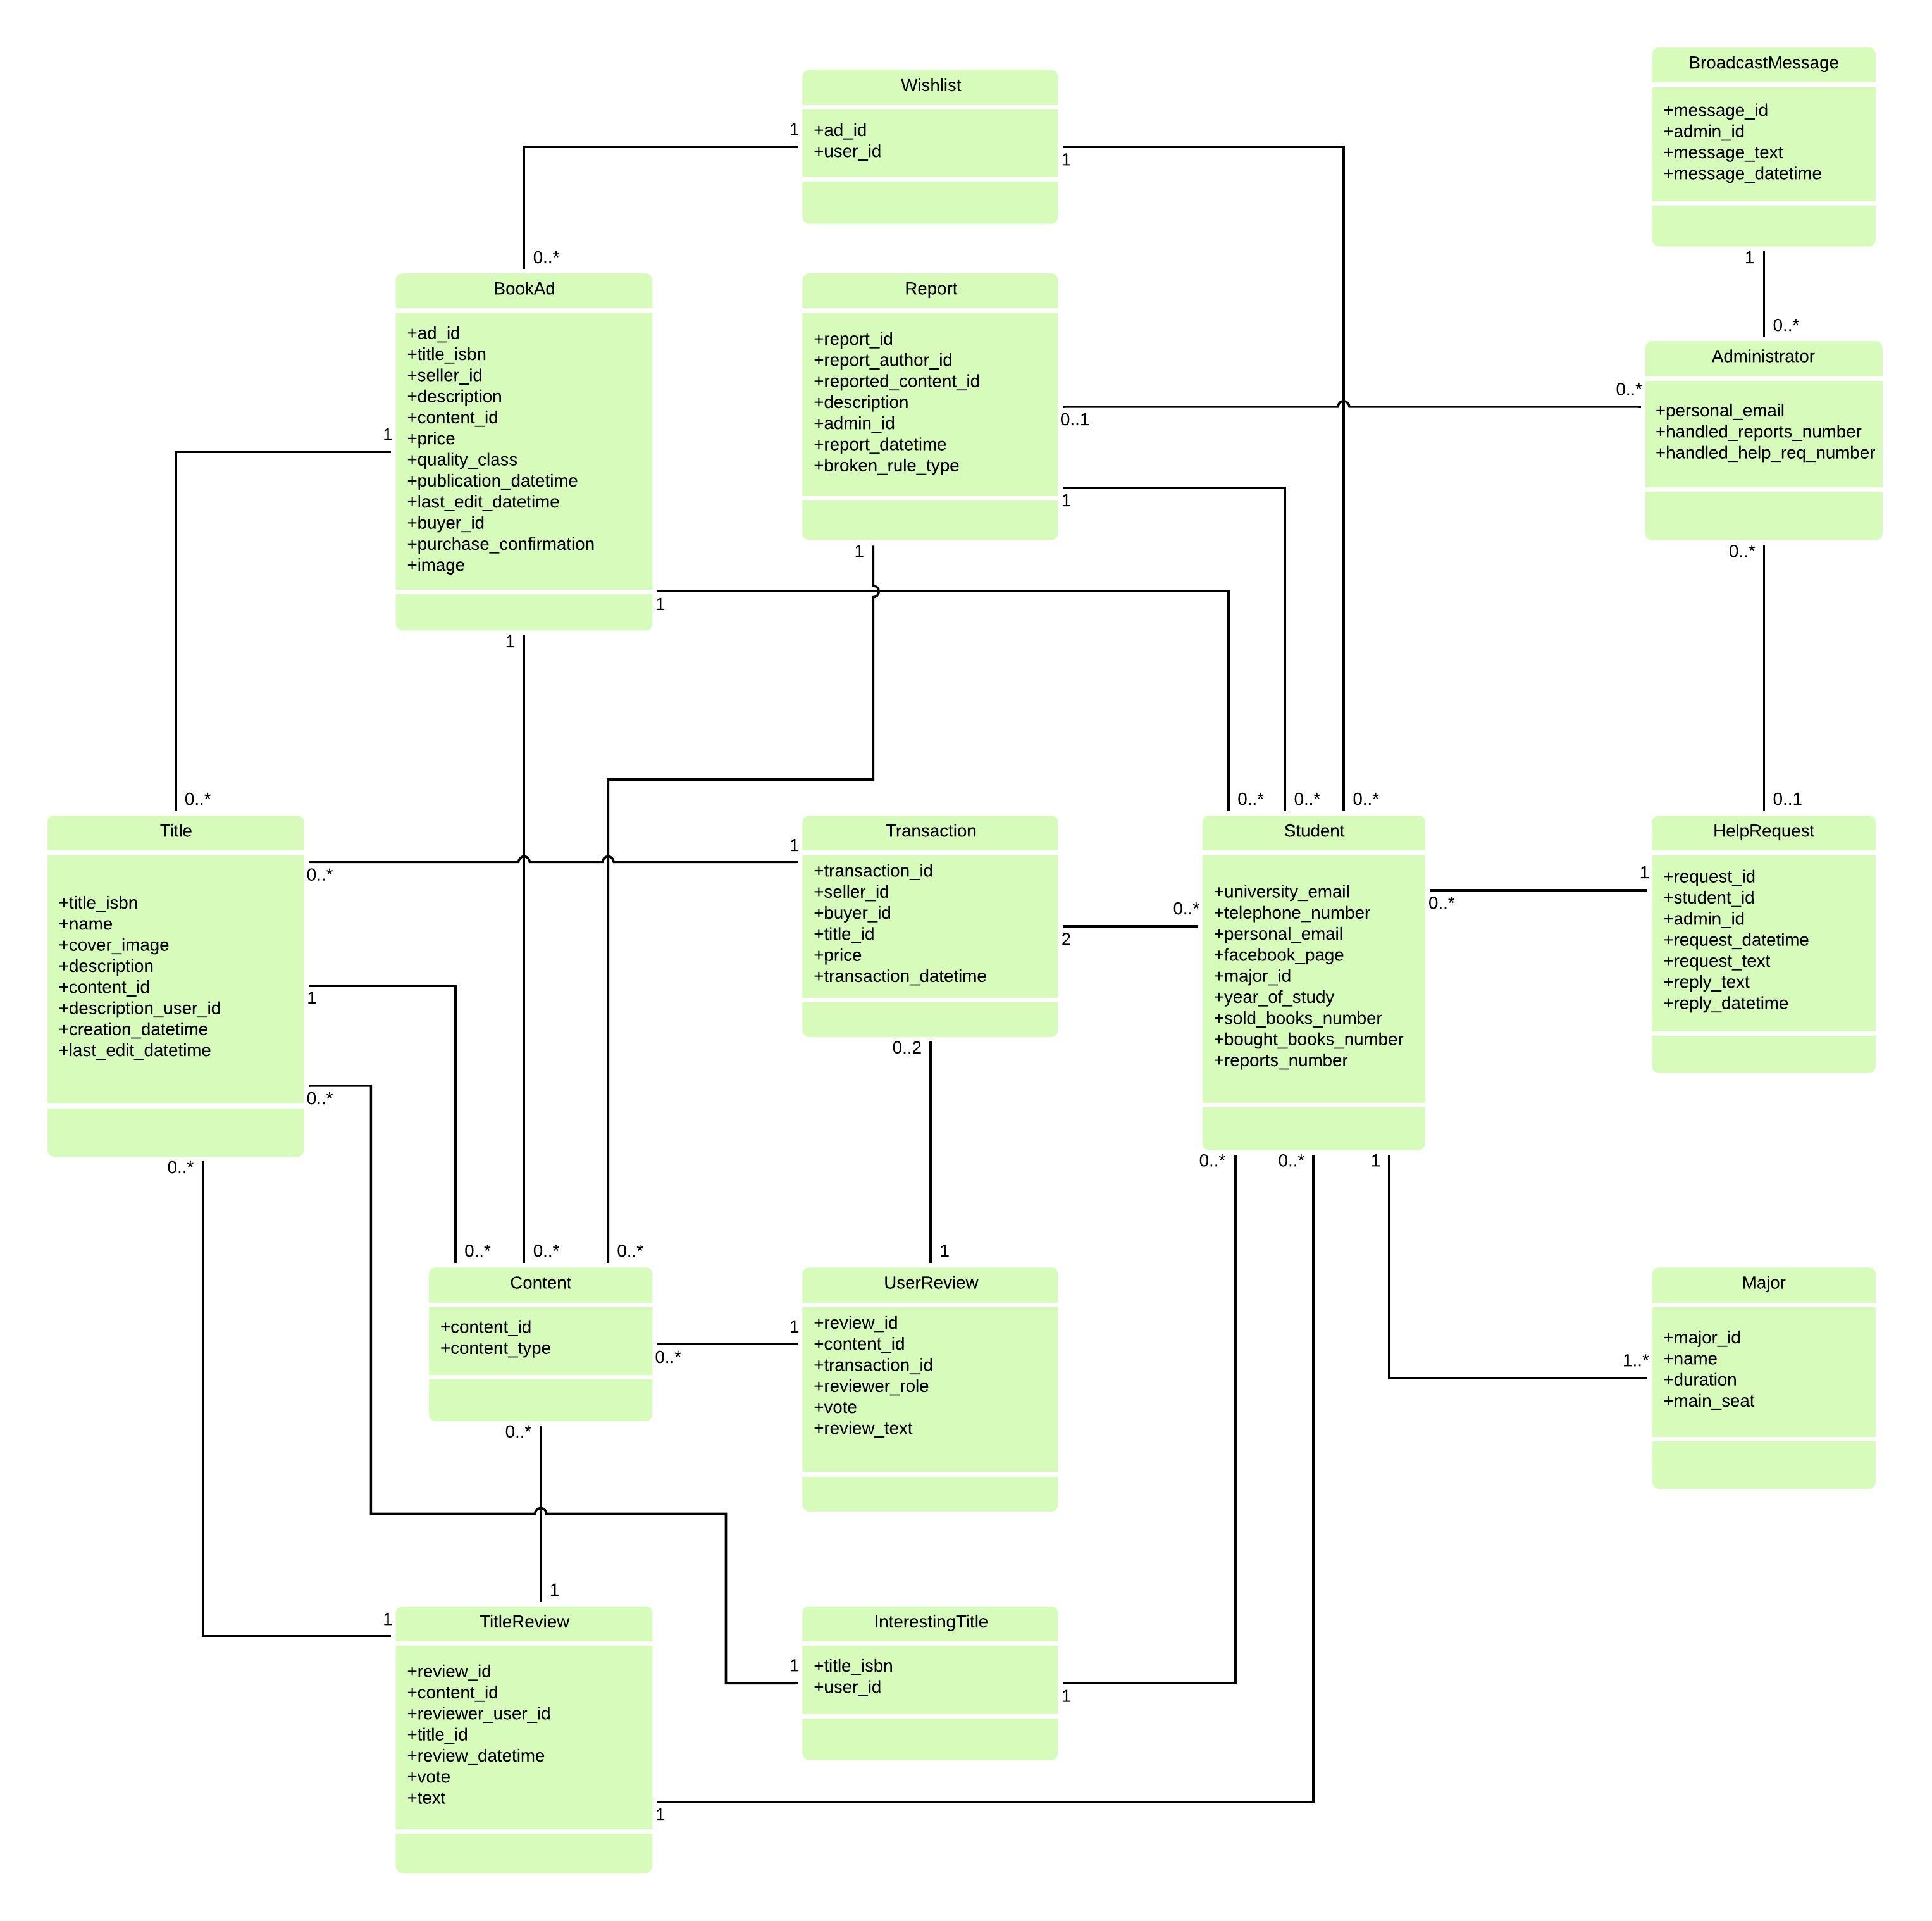 BroadcastMessage
+message_id
+admin_id
+message_text
+message_datetime
1
Wishlist
+ad_id
+user_id
1
1
BookAd
+ad_id
+title_isbn
+seller_id
+description
+content_id
+price
+quality_class
+publication_datetime
+last_edit_datetime
+buyer_id
+purchase_confirmation
+image
0..*
1
1
1
Report
+report_id
+report_author_id
+reported_content_id
+description
+admin_id
+report_datetime
+broken_rule_type
0..1
1
1
Administrator
+personal_email
+handled_reports_number
+handled_help_req_number
0..*
0..*
0..*
Title
+title_isbn
+name
+cover_image
+description
+content_id
+description_user_id
+creation_datetime
+last_edit_datetime
0..*
0..*
1
0..*
0..*
Transaction
+transaction_id
+seller_id
+buyer_id
+title_id
+price
+transaction_datetime
1
2
0..2
Student
+university_email
+telephone_number
+personal_email
+facebook_page
+major_id
+year_of_study
+sold_books_number
+bought_books_number
+reports_number
0..*
0..*
0..*
0..*
0..*
0..*
0..*
1
HelpRequest
+request_id
+student_id
+admin_id
+request_datetime
+request_text
+reply_text
+reply_datetime
0..1
1
Content
+content_id
+content_type
0..*
0..*
0..*
0..*
0..*
UserReview
+review_id
+content_id
+transaction_id
+reviewer_role
+vote
+review_text
1
1
Major
+major_id
+name
+duration
+main_seat
1..*
TitleReview
+review_id
+content_id
+reviewer_user_id
+title_id
+review_datetime
+vote
+text
1
1
1
InterestingTitle
+title_isbn
+user_id
1
1